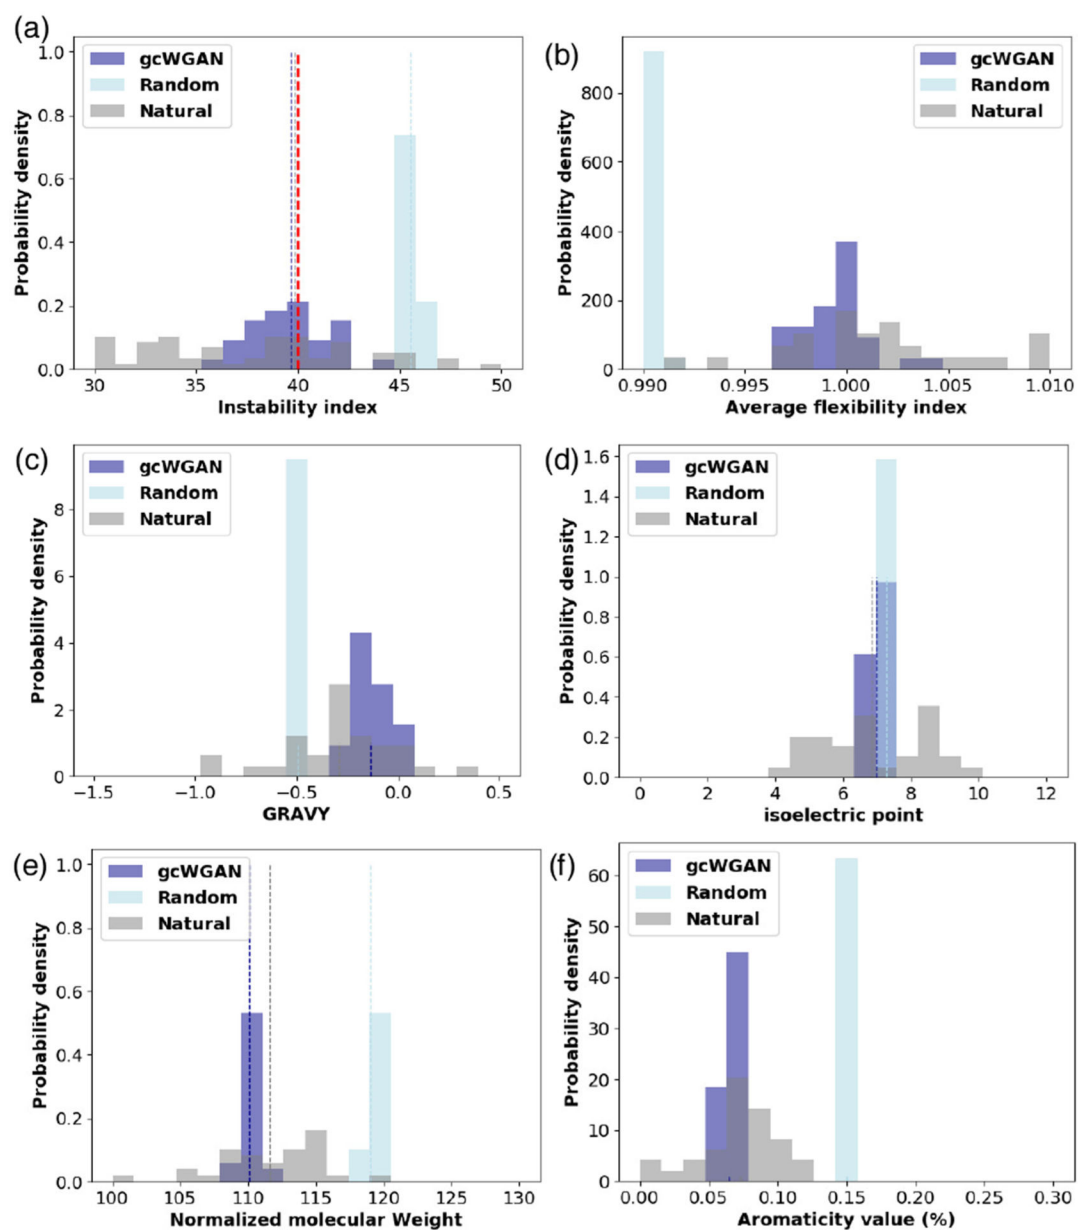 (a)
gcWGAN
Random
Natural
1.0
0.8
0.6
0.4
0.2
0.0
Probability density
30 35 40 45 50
Instability index
(b)
gcWGAN
Random
Natural
800
600
400
200
0
Probability density
0.990 0.995 1.000 1.005 1.010
Average flexibility index
(c)
gcWGAN
Random
Natural
8
6
4
2
0
Probability density
−1.5 −1.0 −0.5 0.0 0.5
GRAVY
(d)
gcWGAN
Random
Natural
1.6
1.4
1.2
1.0
0.8
0.6
0.4
0.2
0.0
Probability density
0 2 4 6 8 10 12
isoelectric point
(e)
gcWGAN
Random
Natural
1.0
0.8
0.6
0.4
0.2
0.0
Probability density
100 105 110 115 120 125 130
Normalized molecular Weight
(f)
gcWGAN
Random
Natural
60
50
40
30
20
10
0
Probability density
0.00 0.05 0.10 0.15 0.20 0.25 0.30
Aromaticity value (%)